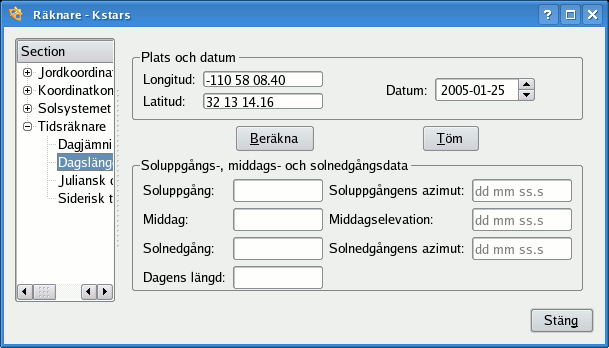 Räknare - Kstars
Section
Jordkoordinat
Koordinatkon
Solsystemet
Tidsräknare
Dagjämni
Dagsläng
Juliansk d
Siderisk t
Plats och datum
Longitud: -110 58 08.40
Latitud: 32 13 14.16
Datum: 2005-01-25
Beräkna Töm
Soluppgångs-, middags- och solnedgångsdata
Soluppgång: Soluppgångens azimut: dd mm ss.s
Middag: Middagselevation: dd mm ss.s
Solnedgång: Solnedgångens azimut: dd mm ss.s
Dagens längd:
Stäng